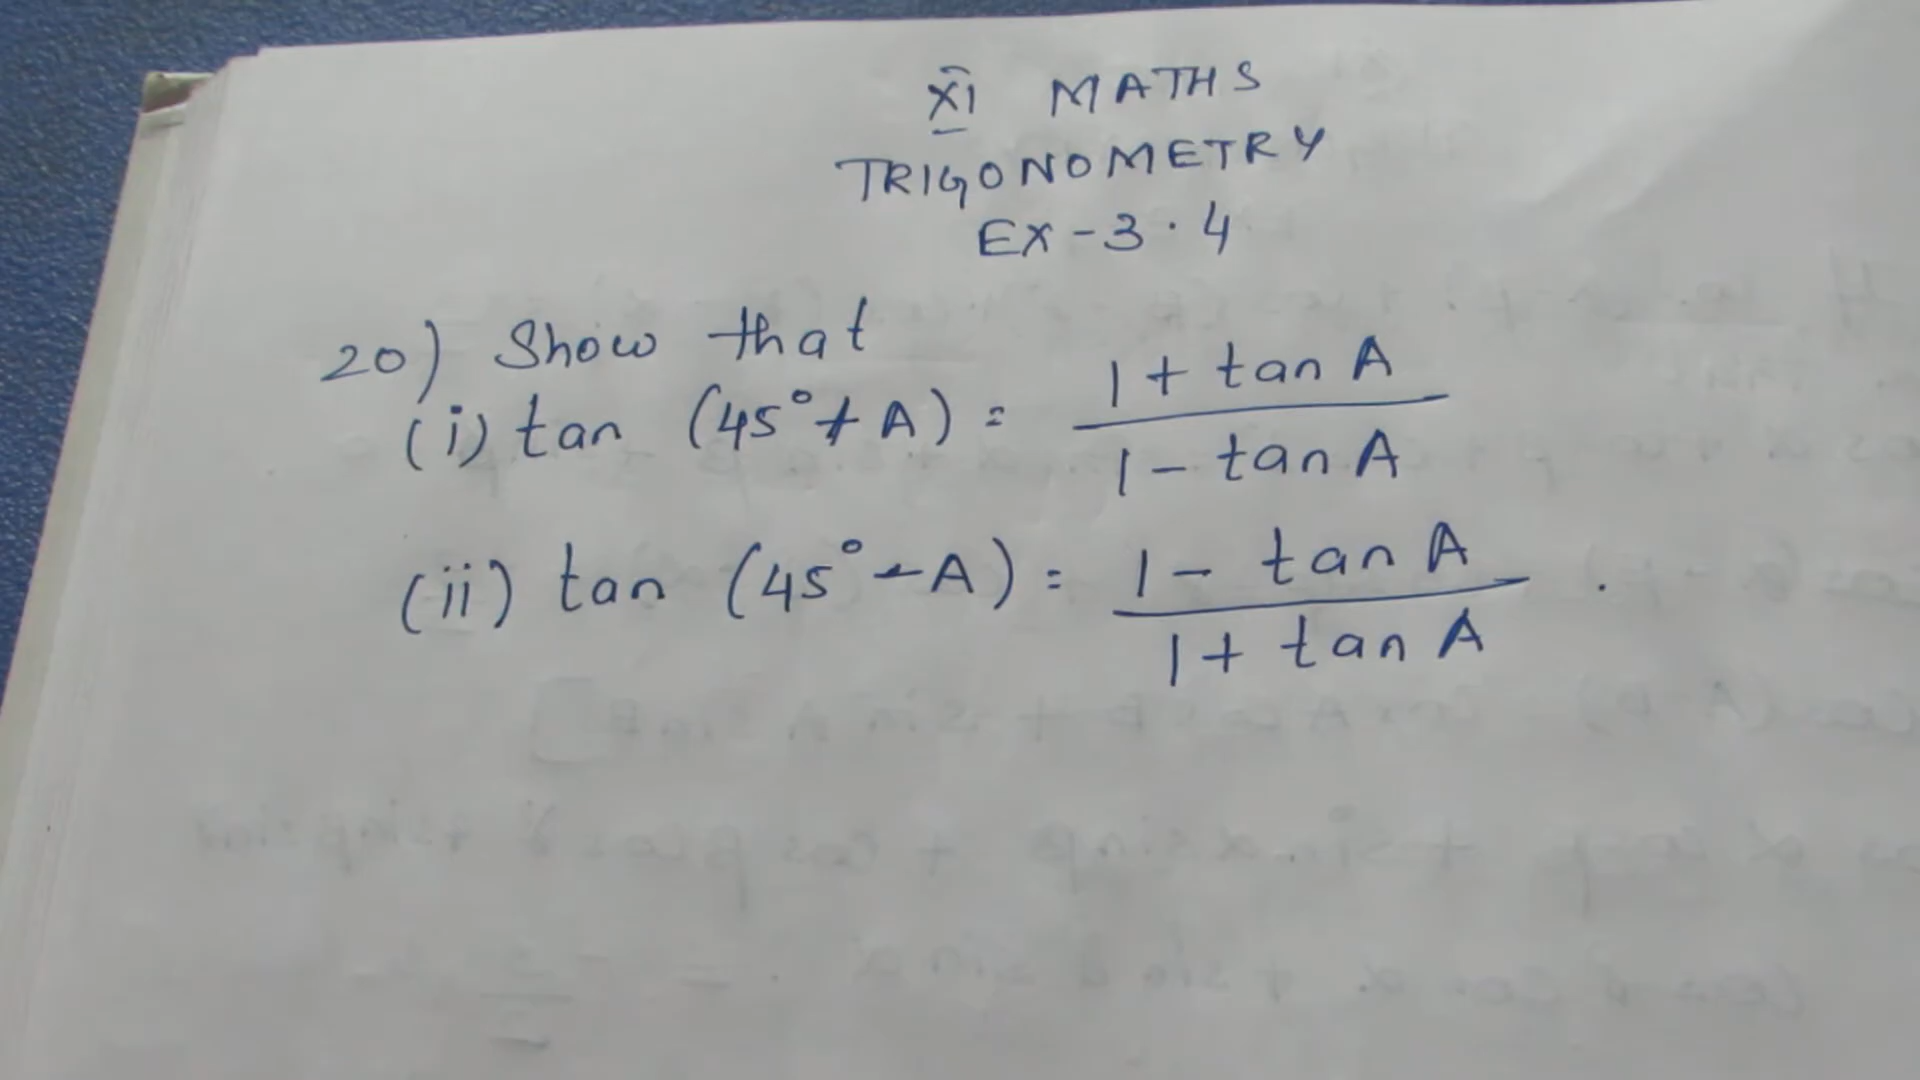 XI MATHS
TRIGONOMETRY
EX - 3.4
20) Show that
(i) tan (45° + A) = 1 + tan A / 1 - tan A
(ii) tan (45° - A) = 1 - tan A / 1 + tan A .